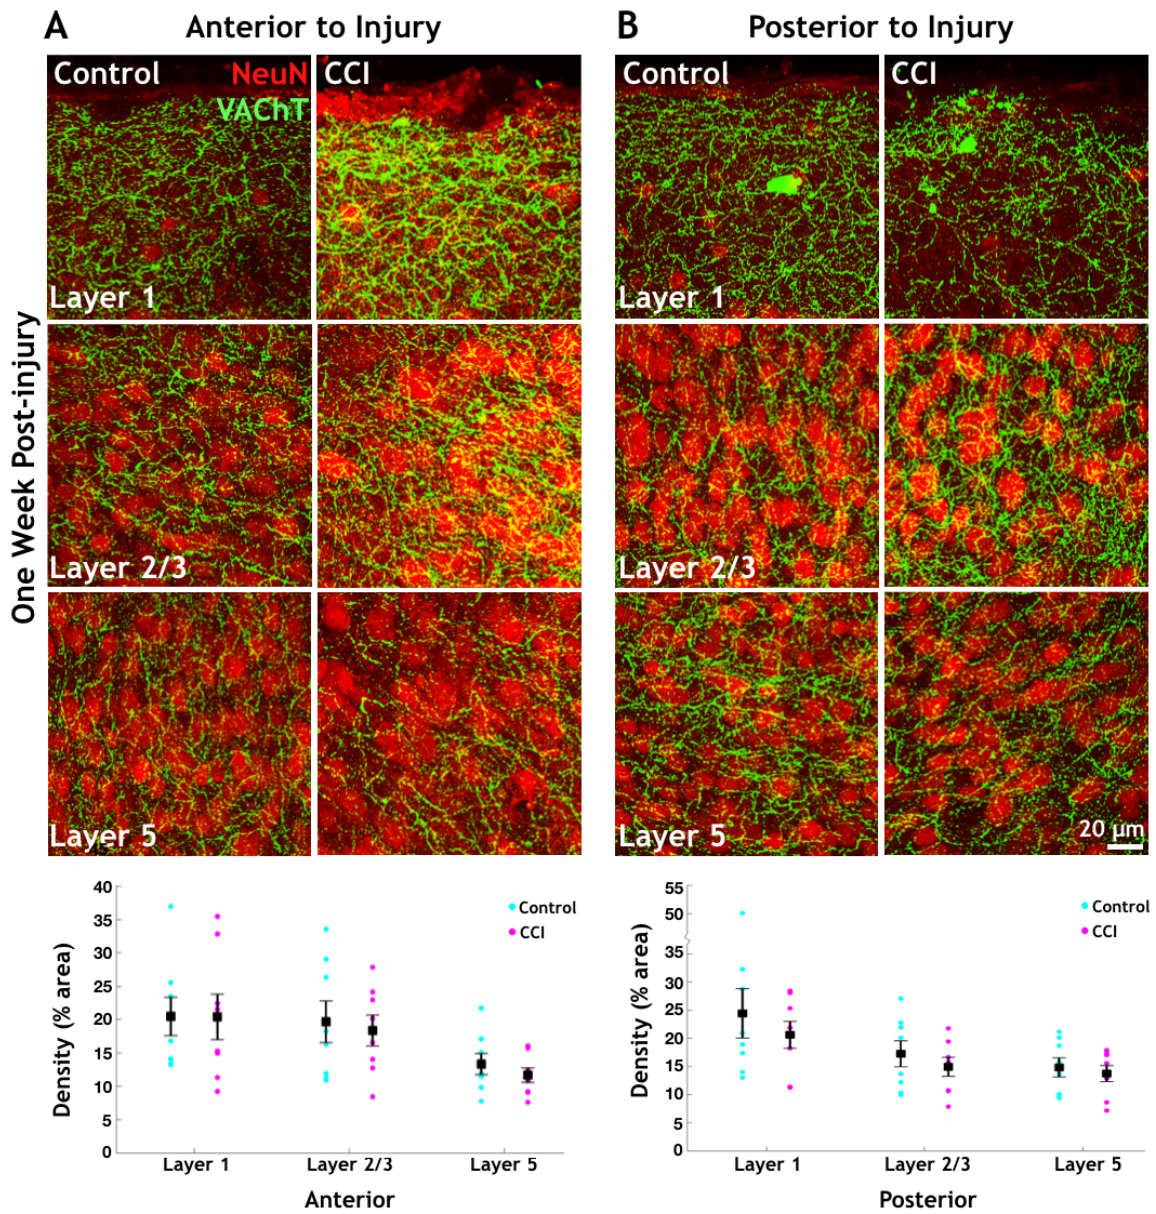 A Anterior to Injury
B Posterior to Injury
Control NeuN
VAChT
CCI
Control
CCI
Layer 1
Layer 1
One Week Post-injury
Layer 2/3
Layer 2/3
Layer 5
Layer 5
20 µm
40
35
30
25
20
15
10
5
0
Density (% area)
Control
CCI
Layer 1 Layer 2/3 Layer 5
Anterior
55
50
35
30
25
20
15
10
5
0
Density (% area)
Control
CCI
Layer 1 Layer 2/3 Layer 5
Posterior